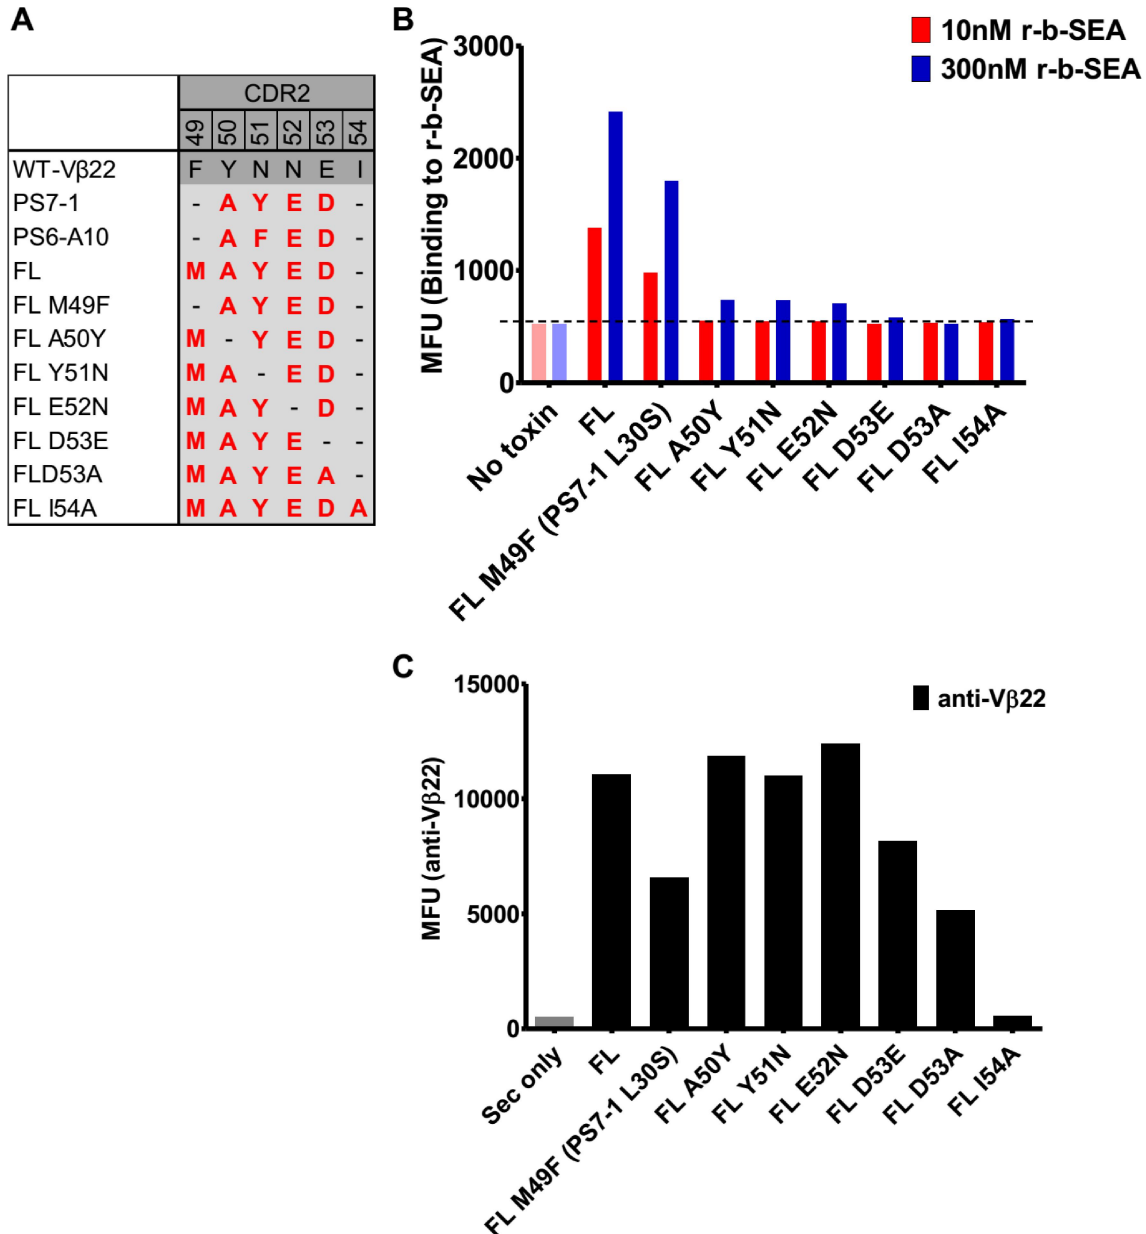 A
CDR2
49 50 51 52 53 54
WT-Vβ22 F Y N N E I
PS7-1 - A Y E D -
PS6-A10 - A F E D -
FL M A Y E D -
FL M49F - A Y E D -
FL A50Y M - Y E D -
FL Y51N M A - E D -
FL E52N M A Y - D -
FL D53E M A Y E - -
FLD53A M A Y E A -
FL I54A M A Y E D A
B
10nM r-b-SEA
300nM r-b-SEA
MFU (Binding to r-b-SEA)
3000
2000
1000
0
No toxin
FL
FL M49F (PS7-1 L30S)
FL A50Y
FL Y51N
FL E52N
FL D53E
FL D53A
FL I54A
C
anti-Vβ22
MFU (anti-Vβ22)
15000
10000
5000
0
Sec only
FL
FL M49F (PS7-1 L30S)
FL A50Y
FL Y51N
FL E52N
FL D53E
FL D53A
FL I54A